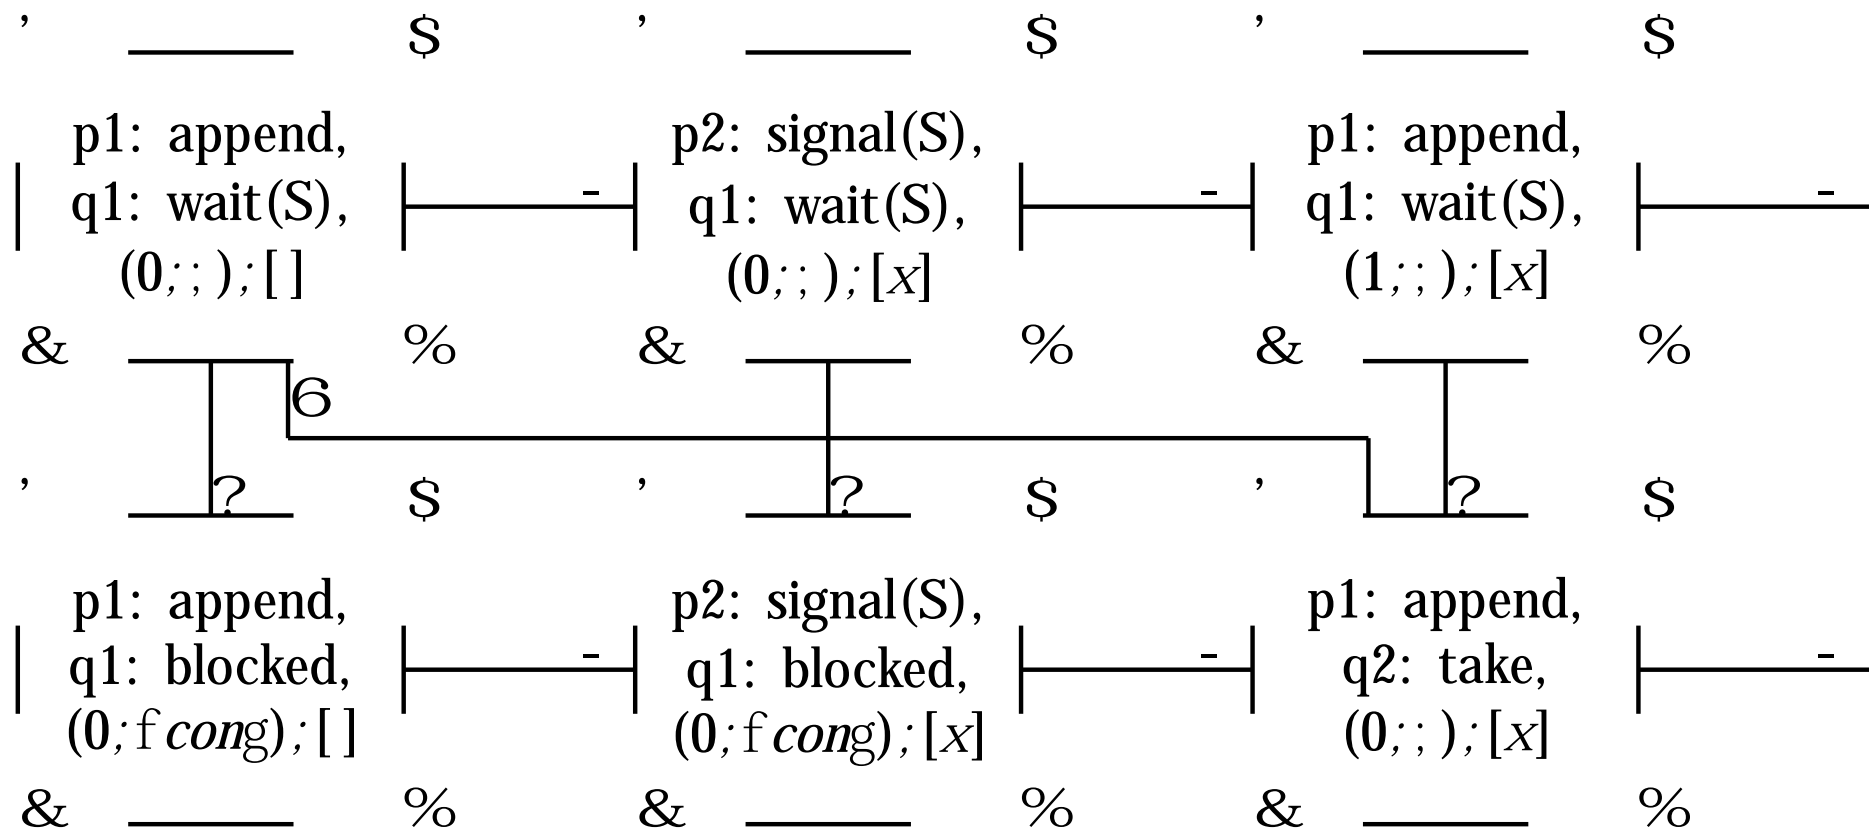 ’ $ ’ $ ’ $
p1: append,
q1: wait(S),
(0;;);[]
-
p2: signal(S),
q1: wait(S),
(0;;);[x]
-
p1: append,
q1: wait(S),
(1;;);[x]
-
& % & % & %
6
’ ? $ ’ ? $ ’ ? $
p1: append,
q1: blocked,
(0;fcong);[]
-
p2: signal(S),
q1: blocked,
(0;fcong);[x]
-
p1: append,
q2: take,
(0;;);[x]
-
& % & % & %